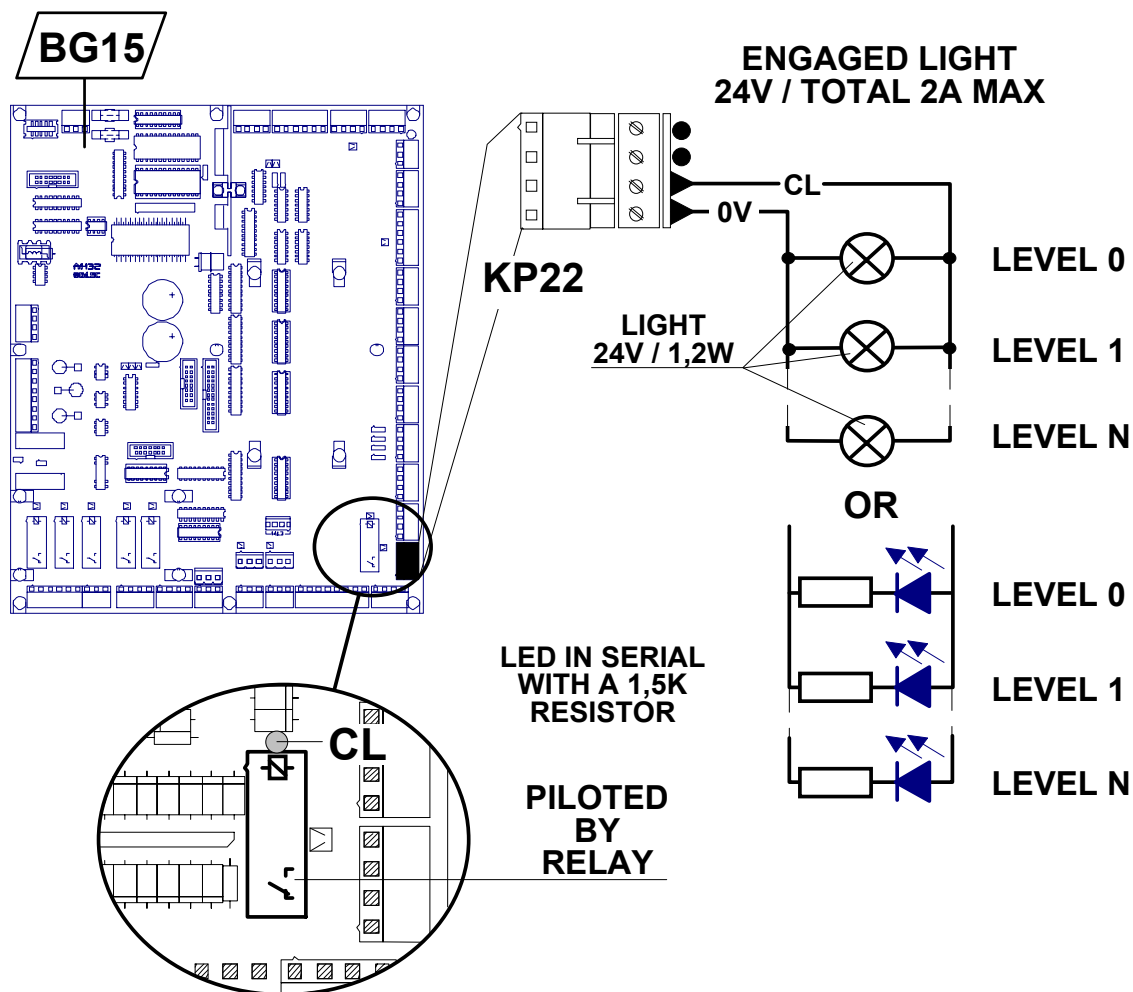 BG15
ENGAGED LIGHT
24V / TOTAL 2A MAX
CL
0V
KP22
LIGHT
24V / 1,2W
LEVEL 0
LEVEL 1
LEVEL N
OR
LED IN SERIAL
WITH A 1,5K
RESISTOR
LEVEL 0
LEVEL 1
LEVEL N
CL
PILOTED
BY
RELAY